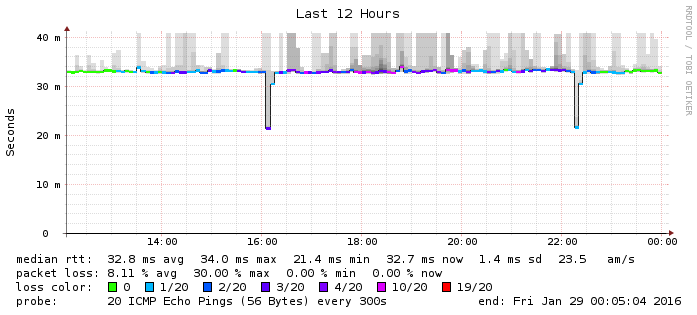 Last 12 Hours
RRDTOOL / TOBI OETIKER
Seconds
40 m
30 m
20 m
10 m
0
14:00 16:00 18:00 20:00 22:00 00:00
median rtt: 32.8 ms avg 34.0 ms max 21.4 ms min 32.7 ms now 1.4 ms sd 23.5 am/s
packet loss: 8.11 % avg 30.00 % max 0.00 % min 0.00 % now
loss color: 0 1/20 2/20 3/20 4/20 10/20 19/20
probe: 20 ICMP Echo Pings (56 Bytes) every 300s end: Fri Jan 29 00:05:04 2016